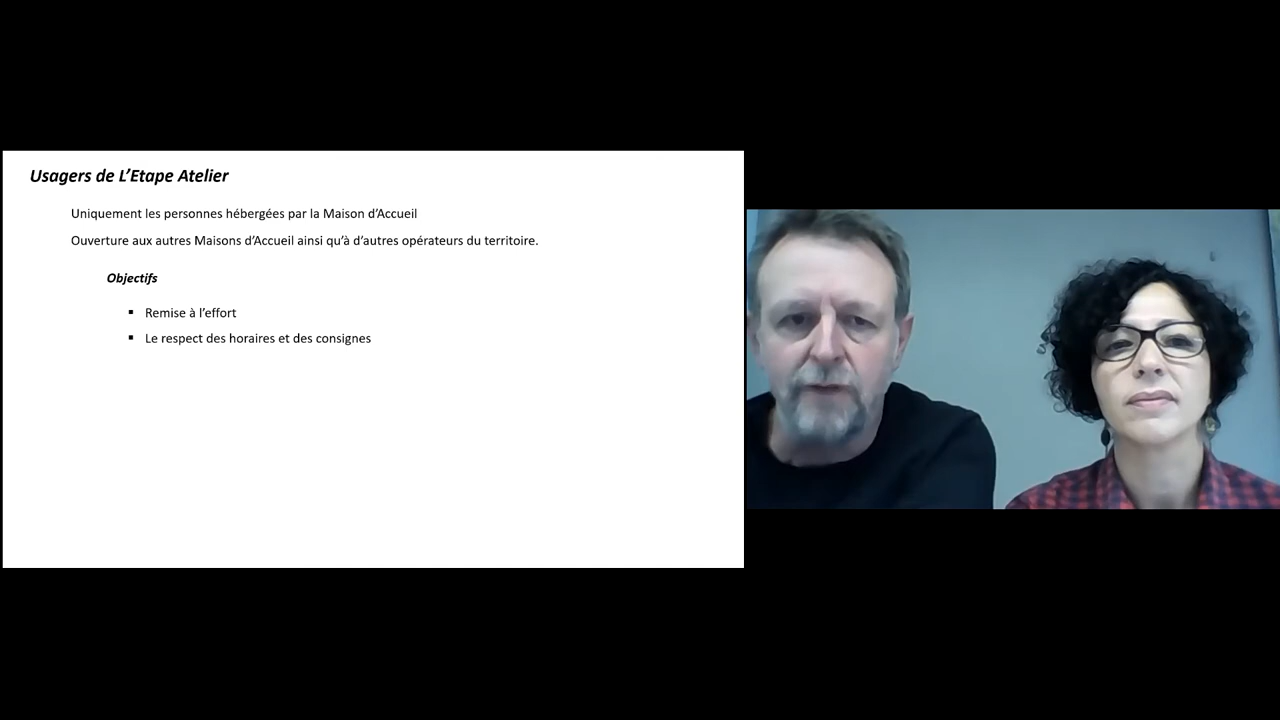 Usagers de L’Etape Atelier
Uniquement les personnes hébergées par la Maison d’Accueil
Ouverture aux autres Maisons d’Accueil ainsi qu’à d’autres opérateurs du territoire.
Objectifs
▪ Remise à l’effort
▪ Le respect des horaires et des consignes